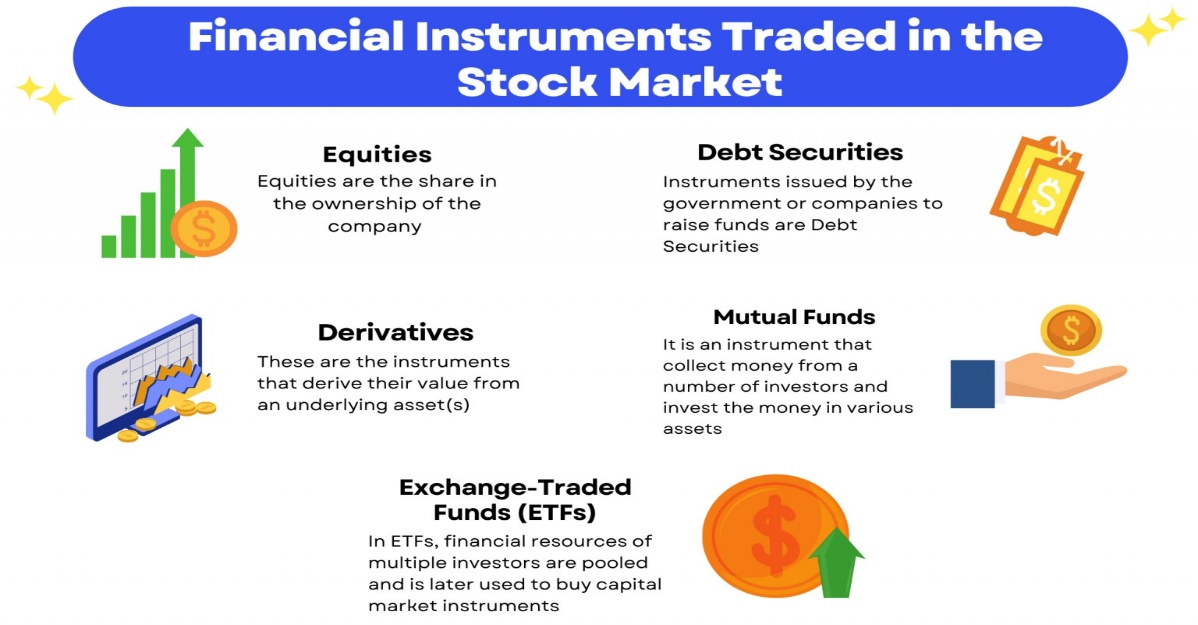 Financial Instruments Traded in the
Stock Market
Equities
Equities are the share in
the ownership of the
company
Debt Securities
Instruments issued by the
government or companies to
raise funds are Debt
Securities
Derivatives
These are the instruments
that derive their value from
an underlying asset(s)
Mutual Funds
It is an instrument that
collect money from a
number of investors and
invest the money in various
assets
Exchange-Traded
Funds (ETFs)
In ETFs, financial resources of
multiple investors are pooled
and is later used to buy capital
market instruments